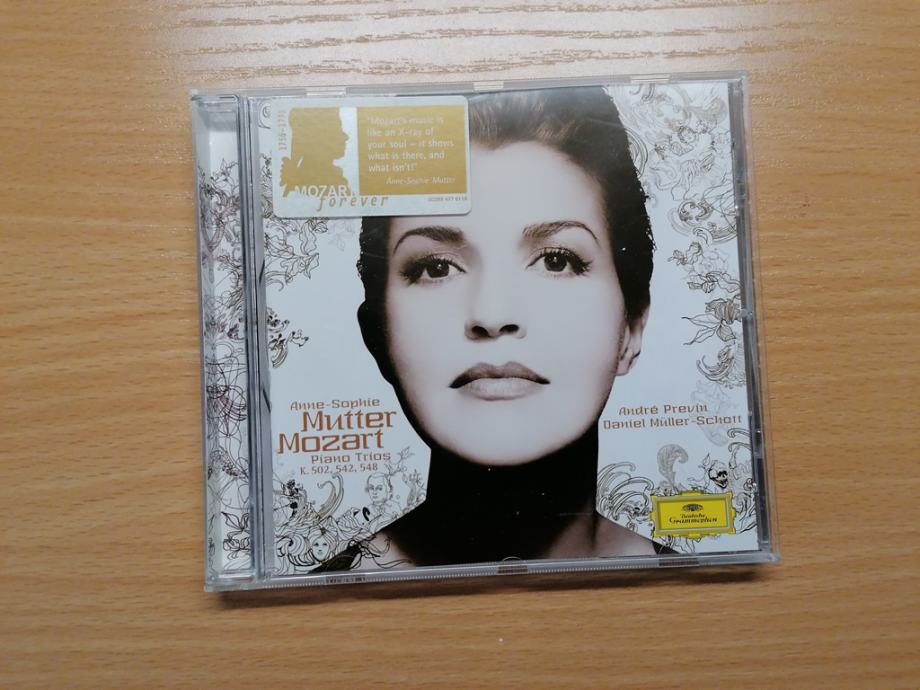 1756-1791
"Mozart's music is
like an X-ray of
your soul – it shows
what is there, and
what isn't!"
Anne-Sophie Mutter
MOZART
forever
Anne-Sophie
Mutter
Mozart
Piano Trios
K. 502, 542, 548
André Previn
Daniel Müller-Schott
Deutsche
Grammophon